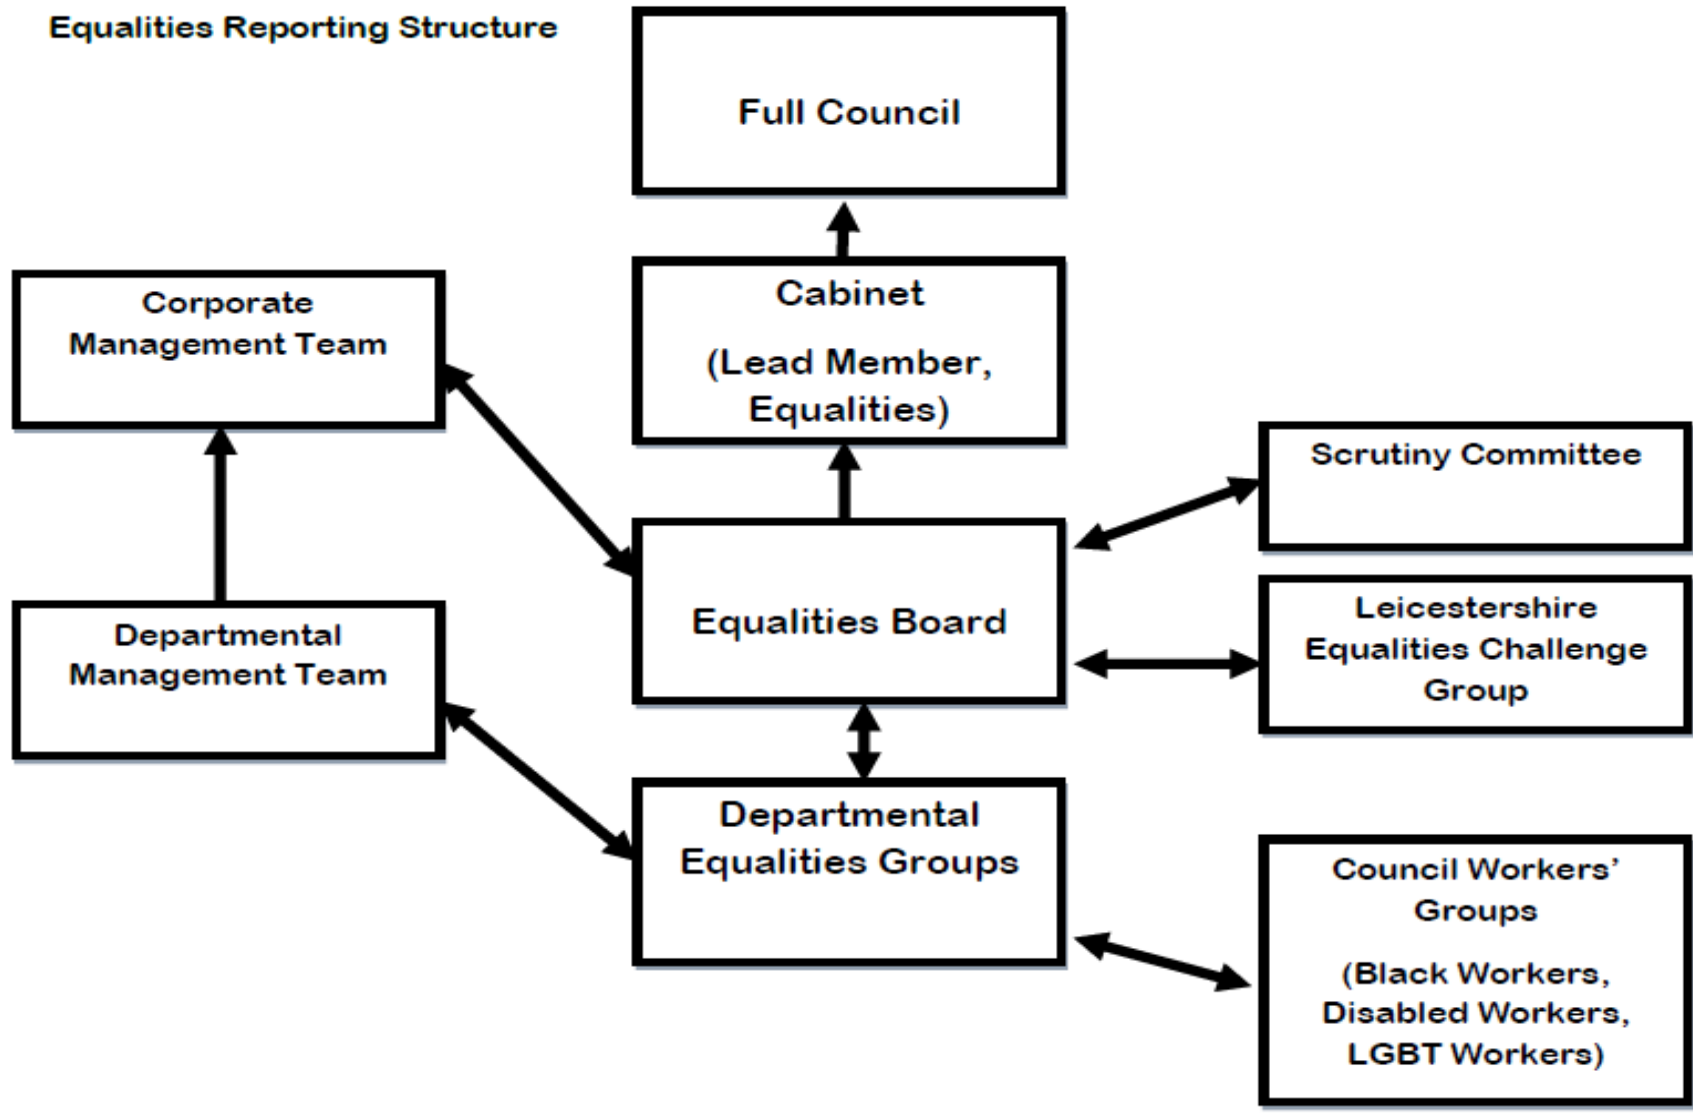 Equalities Reporting Structure
Full Council
Cabinet
(Lead Member,
Equalities)
Corporate
Management Team
Scrutiny Committee
Equalities Board
Leicestershire
Equalities Challenge
Group
Departmental
Management Team
Departmental
Equalities Groups
Council Workers’
Groups
(Black Workers,
Disabled Workers,
LGBT Workers)